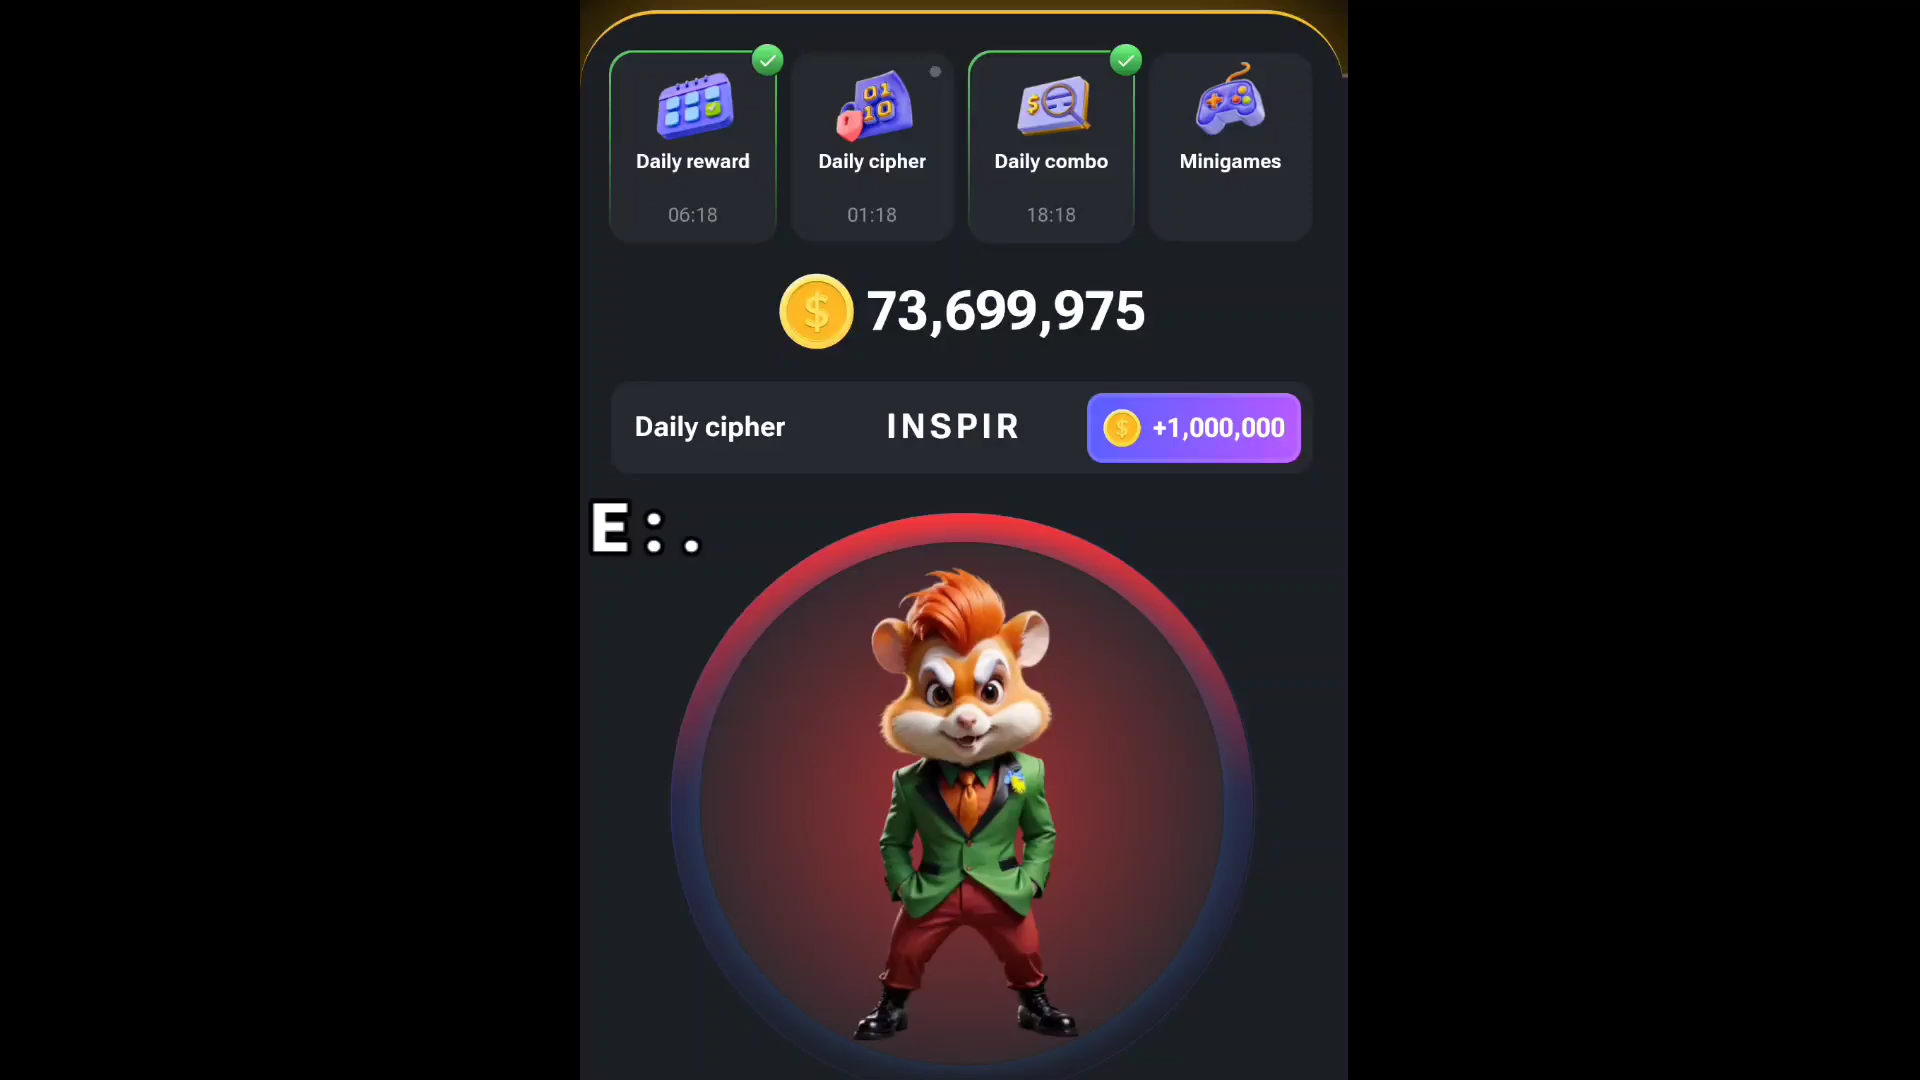 Daily reward
06:18
Daily cipher
01:18
Daily combo
18:18
Minigames
73,699,975
Daily cipher INSPIR +1,000,000
E:.